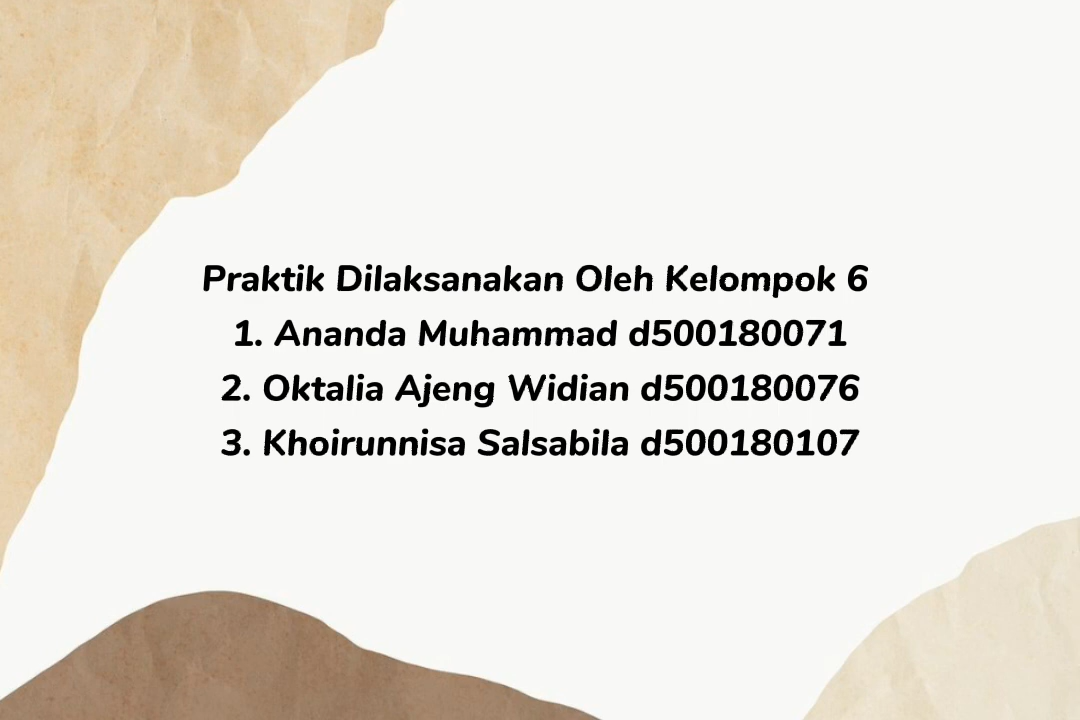 Praktik Dilaksanakan Oleh Kelompok 6
1. Ananda Muhammad d500180071
2. Oktalia Ajeng Widian d500180076
3. Khoirunnisa Salsabila d500180107